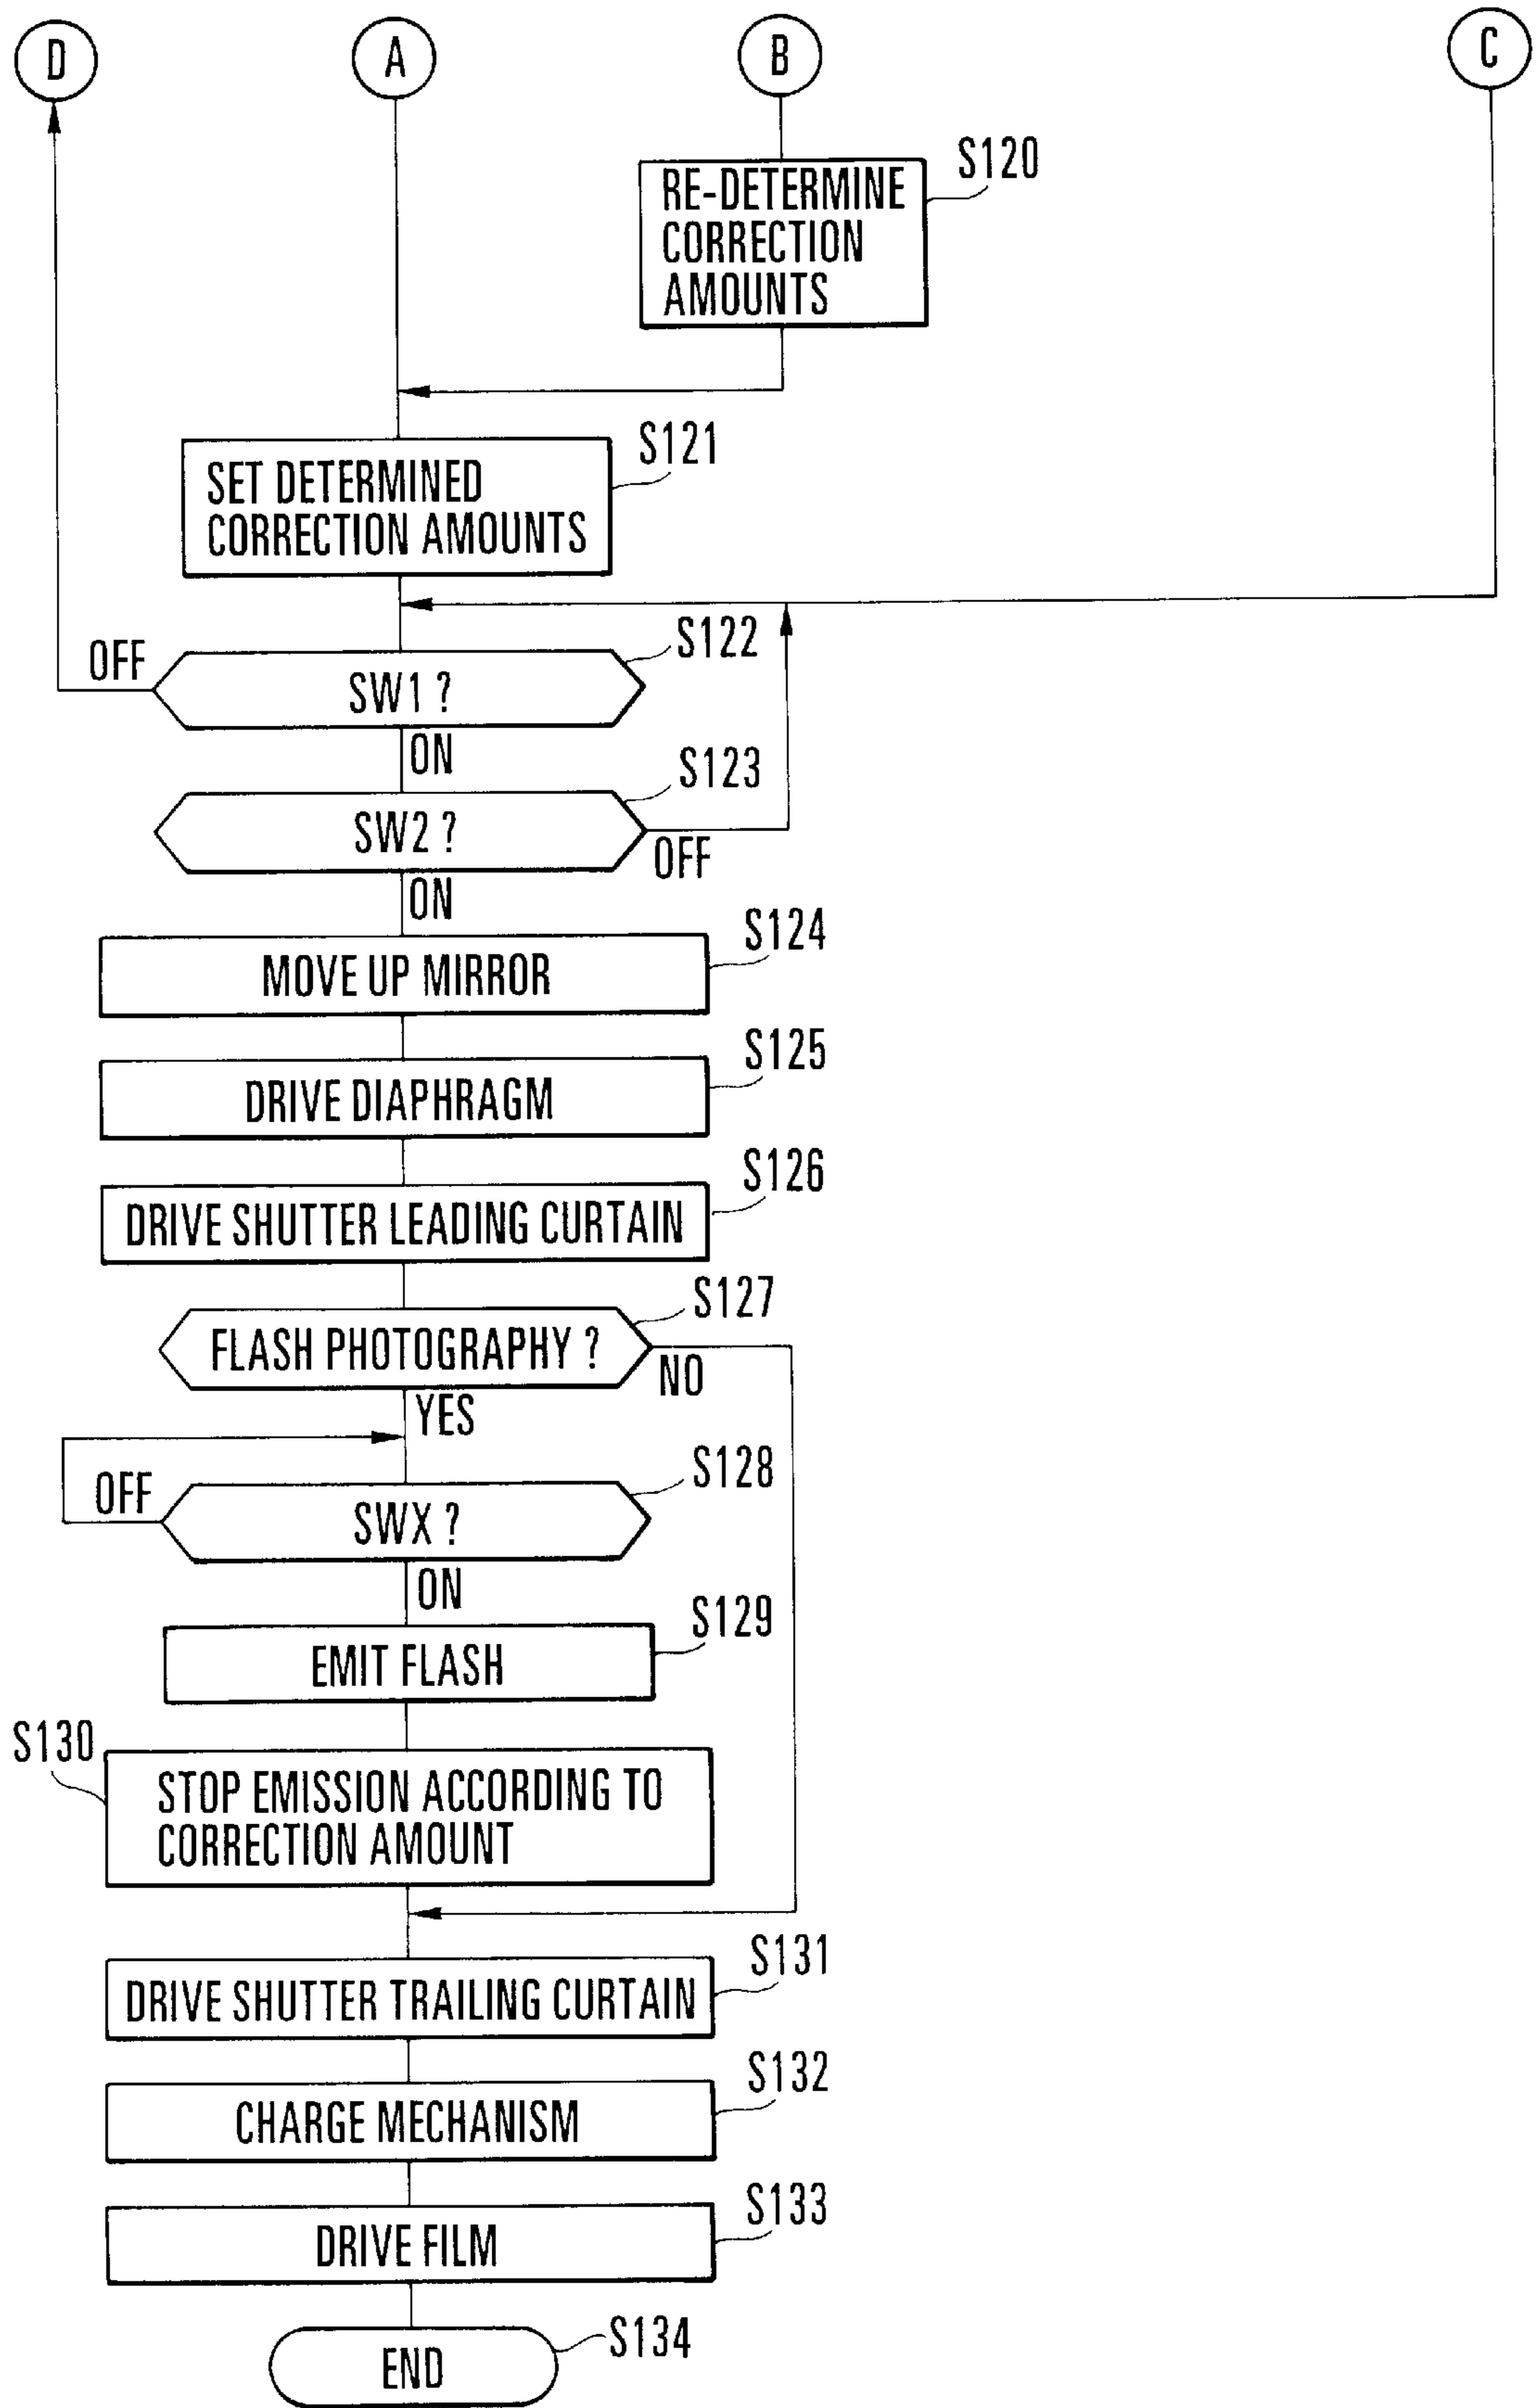 D
A
B
C
S120
RE-DETERMINE
CORRECTION
AMOUNTS
S121
SET DETERMINED
CORRECTION AMOUNTS
S122
OFF
SW1 ?
ON
S123
SW2 ?
OFF
ON
S124
MOVE UP MIRROR
S125
DRIVE DIAPHRAGM
S126
DRIVE SHUTTER LEADING CURTAIN
S127
FLASH PHOTOGRAPHY ?
NO
YES
S128
OFF
SWX ?
ON
S129
EMIT FLASH
S130
STOP EMISSION ACCORDING TO
CORRECTION AMOUNT
S131
DRIVE SHUTTER TRAILING CURTAIN
S132
CHARGE MECHANISM
S133
DRIVE FILM
S134
END